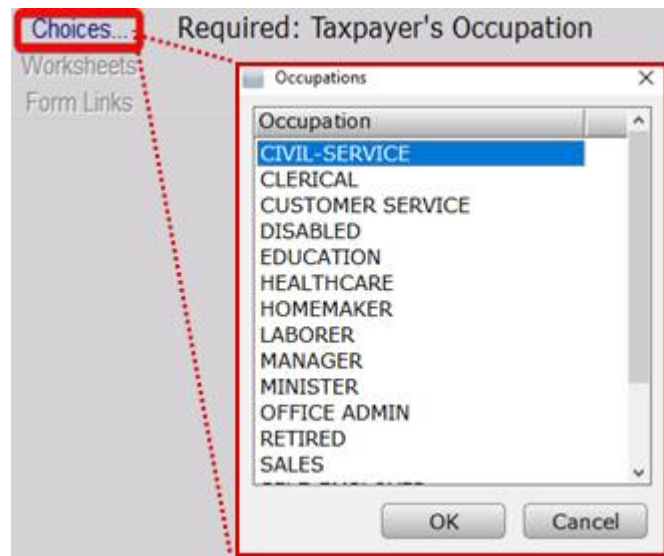 Choices... Required: Taxpayer's Occupation
Worksheets
Form Links
Occupations
Occupation
CIVIL-SERVICE
CLERICAL
CUSTOMER SERVICE
DISABLED
EDUCATION
HEALTHCARE
HOMEMAKER
LABORER
MANAGER
MINISTER
OFFICE ADMIN
RETIRED
SALES
OK Cancel